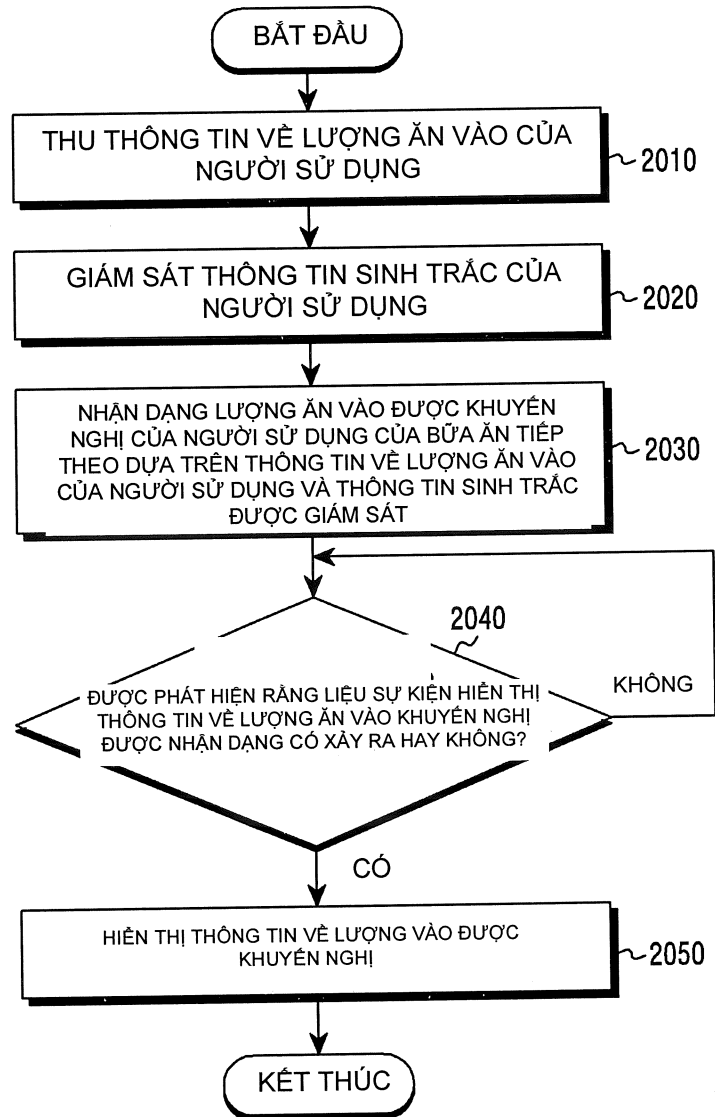 BẮT ĐẦU
THU THÔNG TIN VỀ LƯỢNG ĂN VÀO CỦA
NGƯỜI SỬ DỤNG
2010
GIÁM SÁT THÔNG TIN SINH TRẮC CỦA
NGƯỜI SỬ DỤNG
2020
NHẬN DẠNG LƯỢNG ĂN VÀO ĐƯỢC KHUYẾN
NGHỊ CỦA NGƯỜI SỬ DỤNG CỦA BỮA ĂN TIẾP
THEO DỰA TRÊN THÔNG TIN VỀ LƯỢNG ĂN VÀO
CỦA NGƯỜI SỬ DỤNG VÀ THÔNG TIN SINH TRẮC
ĐƯỢC GIÁM SÁT
2030
2040
ĐƯỢC PHÁT HIỆN RẰNG LIỆU SỰ KIỆN HIỂN THỊ
THÔNG TIN VỀ LƯỢNG ĂN VÀO KHUYẾN NGHỊ
ĐƯỢC NHẬN DẠNG CÓ XẢY RA HAY KHÔNG?
KHÔNG
CÓ
HIỂN THỊ THÔNG TIN VỀ LƯỢNG VÀO ĐƯỢC
KHUYẾN NGHỊ
2050
KẾT THÚC